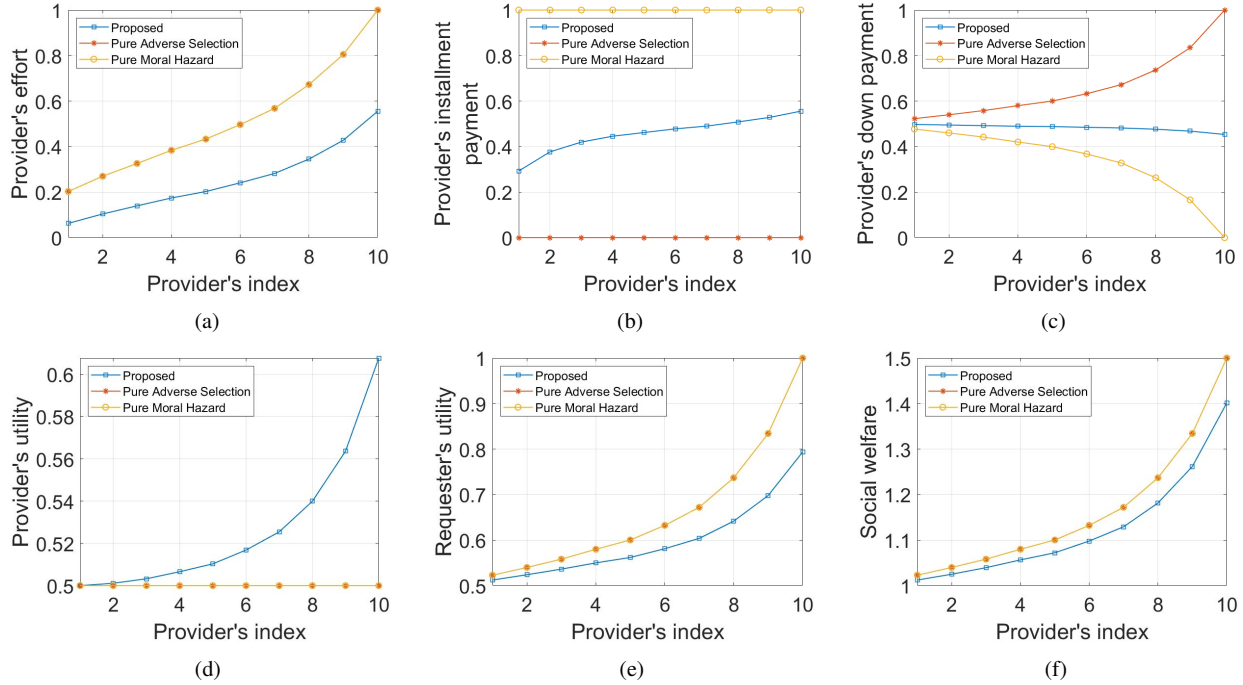 Provider's effort
1
0.8
0.6
0.4
0.2
0
Proposed
Pure Adverse Selection
Pure Moral Hazard
2 4 6 8 10
Provider's index
(a)
Provider's installment
payment
1
0.8
0.6
0.4
0.2
0
Proposed
Pure Adverse Selection
Pure Moral Hazard
2 4 6 8 10
Provider's index
(b)
Provider's down payment
1
0.8
0.6
0.4
0.2
0
Proposed
Pure Adverse Selection
Pure Moral Hazard
2 4 6 8 10
Provider's index
(c)
Provider's utility
0.6
0.58
0.56
0.54
0.52
0.5
Proposed
Pure Adverse Selection
Pure Moral Hazard
2 4 6 8 10
Provider's index
(d)
Requester's utility
1
0.9
0.8
0.7
0.6
0.5
Proposed
Pure Adverse Selection
Pure Moral Hazard
2 4 6 8 10
Provider's index
(e)
Social welfare
1.5
1.4
1.3
1.2
1.1
1
Proposed
Pure Adverse Selection
Pure Moral Hazard
2 4 6 8 10
Provider's index
(f)